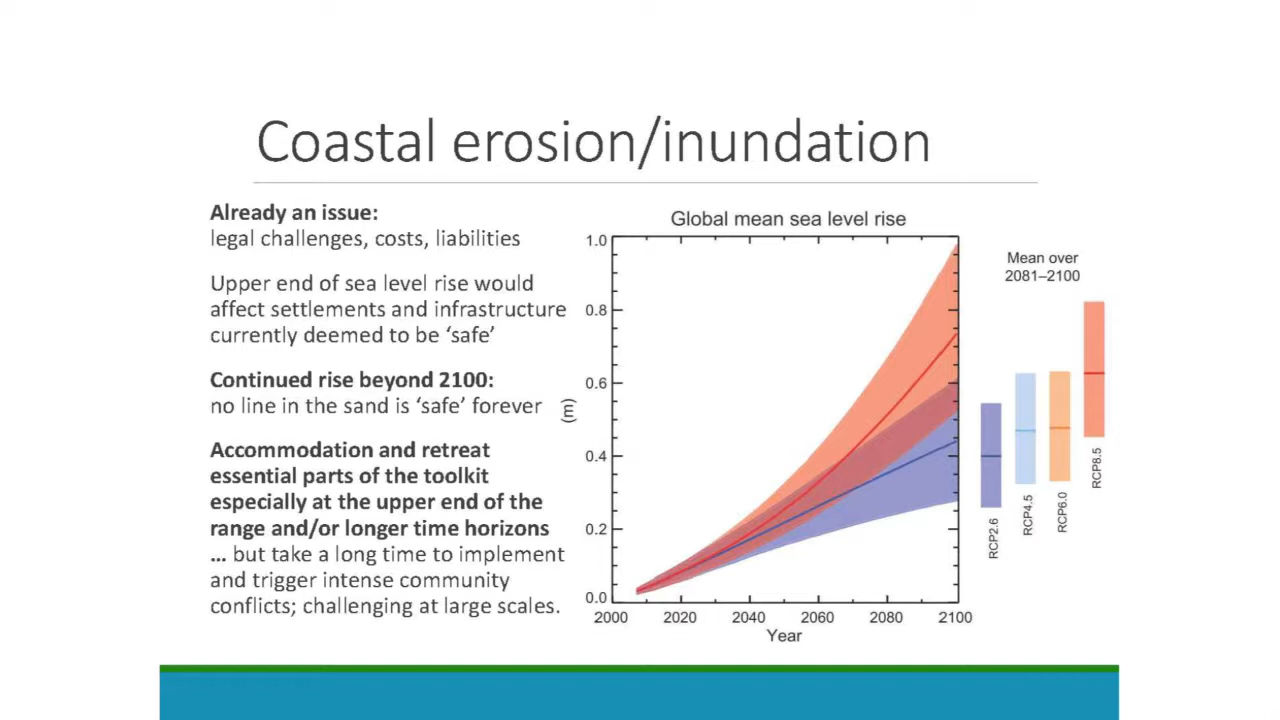 Coastal erosion/inundation
Already an issue:
legal challenges, costs, liabilities
Upper end of sea level rise would
affect settlements and infrastructure
currently deemed to be ‘safe’
Continued rise beyond 2100:
no line in the sand is ‘safe’ forever
Accommodation and retreat
essential parts of the toolkit
especially at the upper end of the
range and/or longer time horizons
... but take a long time to implement
and trigger intense community
conflicts; challenging at large scales.
Global mean sea level rise
1.0
0.8
0.6
0.4
0.2
0.0
(m)
2000 2020 2040 2060 2080 2100
Year
Mean over
2081–2100
RCP2.6
RCP4.5
RCP6.0
RCP8.5